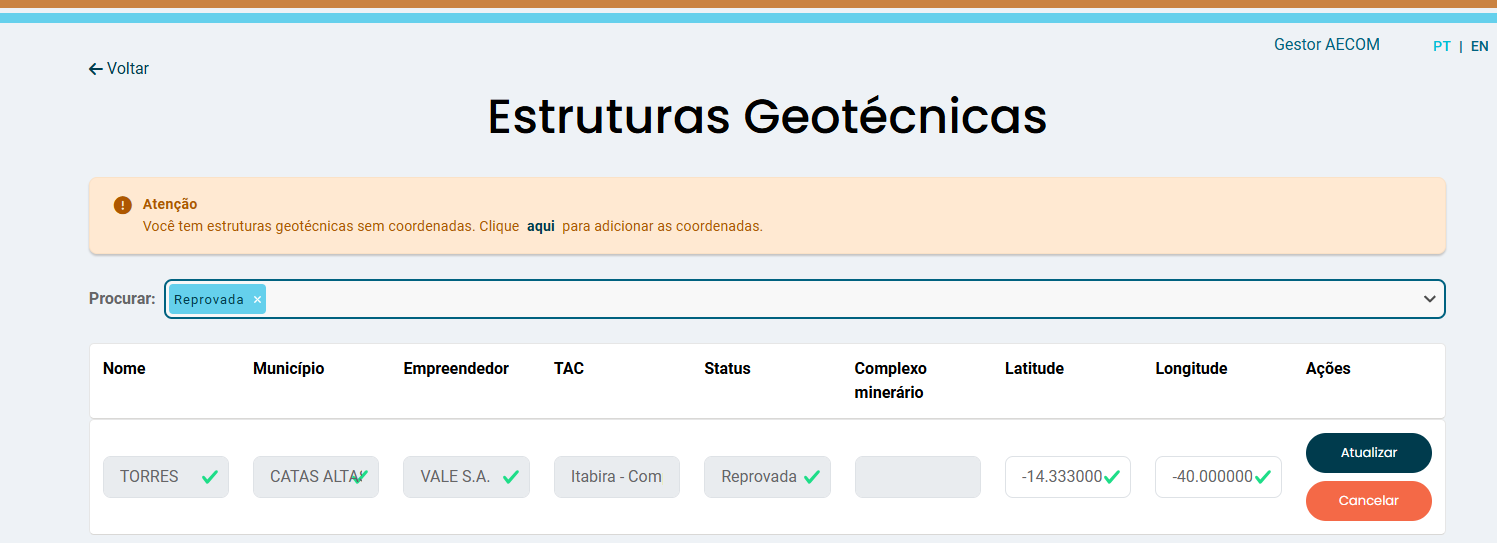 Gestor AECOM PT | EN
Voltar
Estruturas Geotécnicas
Atenção
Você tem estruturas geotécnicas sem coordenadas. Clique aqui para adicionar as coordenadas.
Procurar: Reprovada ×
Nome Município Empreendedor TAC Status Complexo minerário Latitude Longitude Ações
TORRES CATAS ALTAS VALE S.A. Itabira - Com Reprovada -14.333000 -40.000000 Atualizar
Cancelar